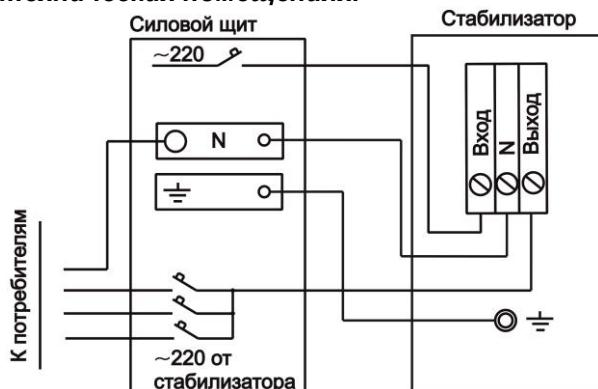 Силовой щит
Стабилизатор
~220
N
Вход
N
Выход
К потребителям
~220 от
стабилизатора